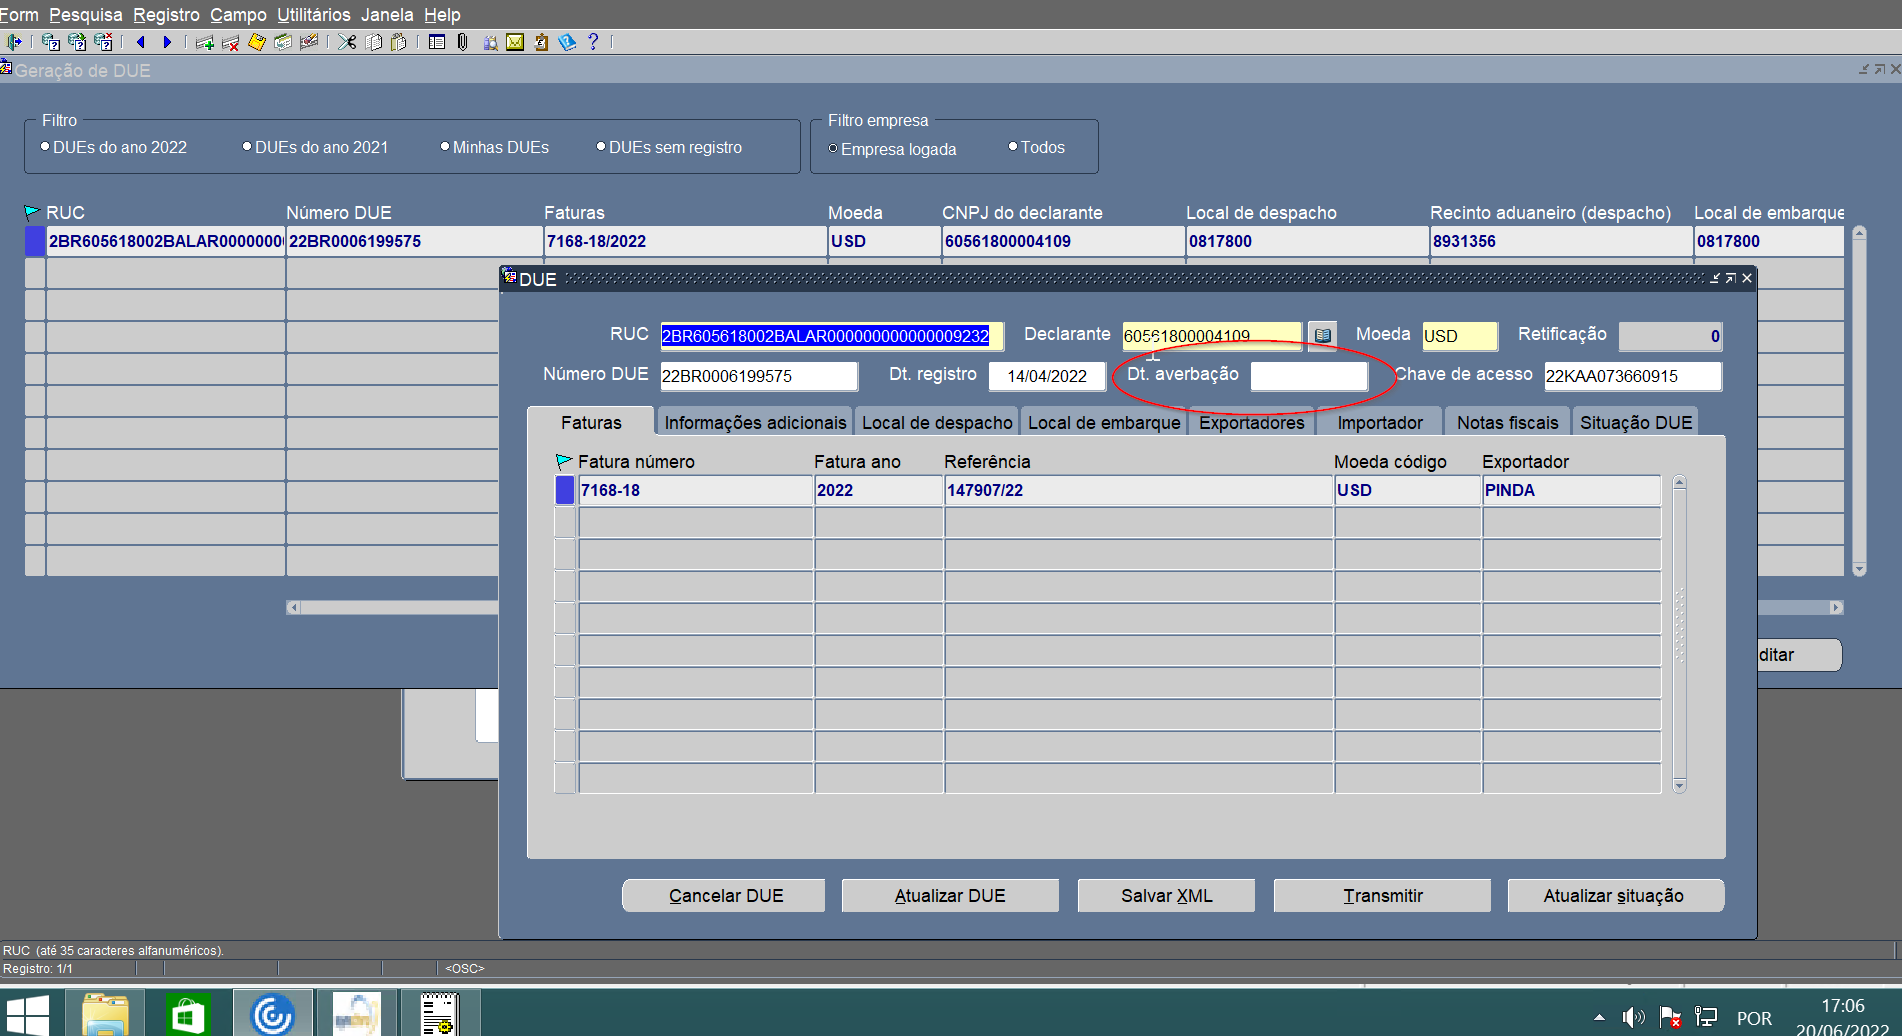 Form Pesquisa Registro Campo Utilitários Janela Help
Geração de DUE
Filtro
DUEs do ano 2022 DUEs do ano 2021 Minhas DUEs DUEs sem registro
Filtro empresa
Empresa logada Todos
RUC Número DUE Faturas Moeda CNPJ do declarante Local de despacho Recinto aduaneiro (despacho) Local de embarque
2BR605618002BALAR0000000 22BR0006199575 7168-18/2022 USD 60561800004109 0817800 8931356 0817800
DUE
RUC 2BR605618002BALAR000000000000009232 Declarante 60561800004109 Moeda USD Retificação 0
Número DUE 22BR0006199575 Dt. registro 14/04/2022 Dt. averbação Chave de acesso 22KAA073660915
Faturas Informações adicionais Local de despacho Local de embarque Exportadores Importador Notas fiscais Situação DUE
Fatura número Fatura ano Referência Moeda código Exportador
7168-18 2022 147907/22 USD PINDA
ditar
Cancelar DUE Atualizar DUE Salvar XML Transmitir Atualizar situação
RUC (até 35 caracteres alfanuméricos).
Registro: 1/1 <OSC>
POR
17:06
20/06/2022